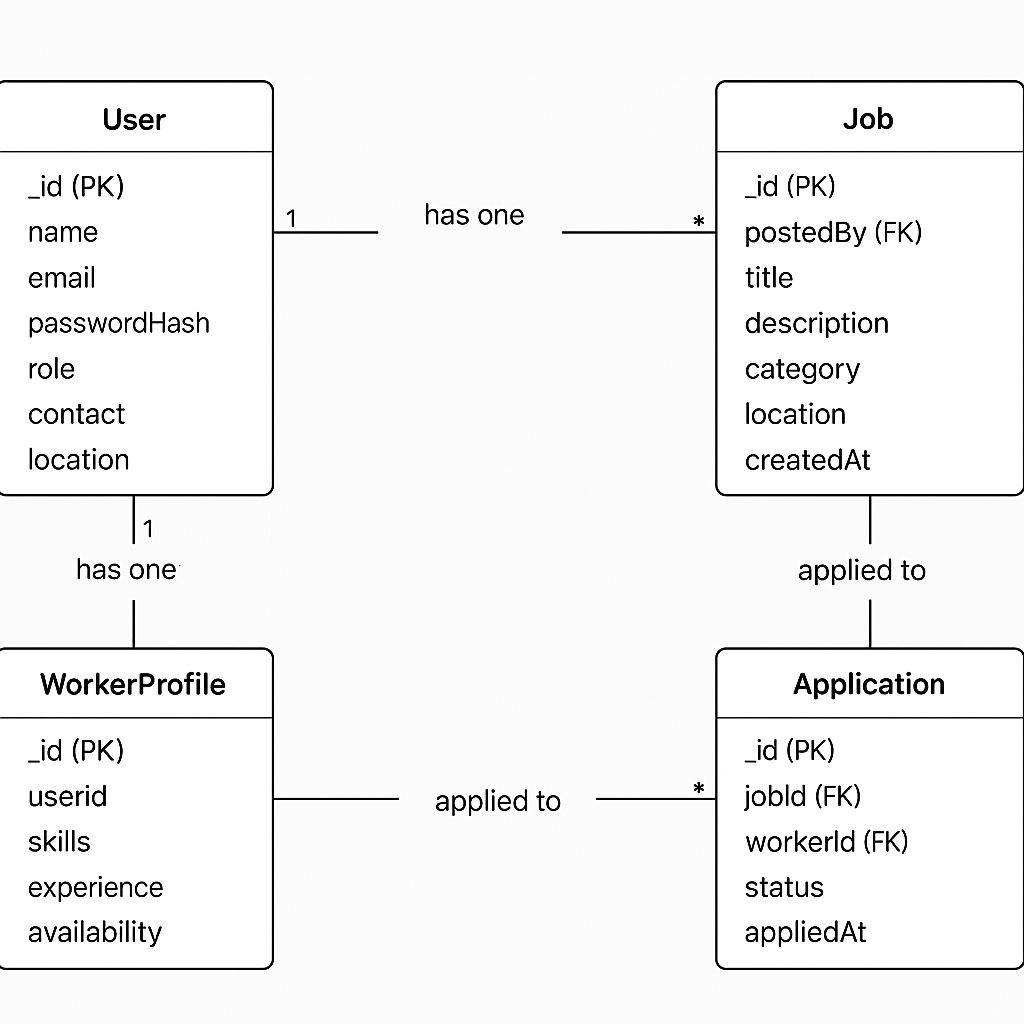 User
_id (PK)
name
email
passwordHash
role
contact
location
1
has one
*
Job
_id (PK)
postedBy (FK)
title
description
category
location
createdAt
1
has one
applied to
WorkerProfile
_id (PK)
userid
skills
experience
availability
applied to
*
Application
_id (PK)
jobId (FK)
workerId (FK)
status
appliedAt